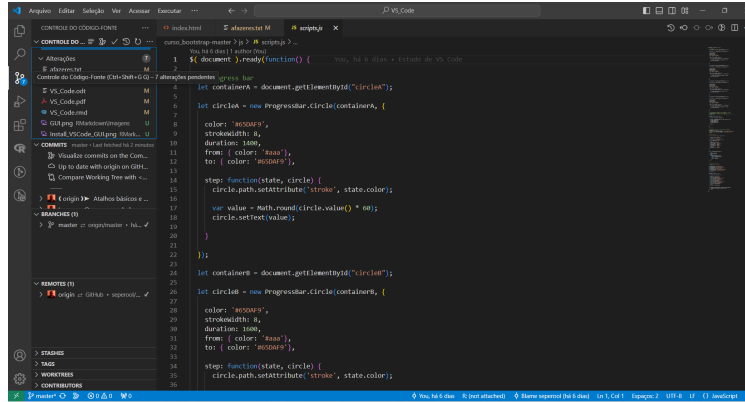 Arquivo Editar Seleção Ver Acessar Executar ··· VS_Code
CONTROLE DO CÓDIGO-FONTE ···
index.html afazeres.txt M scripts.js
CONTROLE DO ...
curso_bootstrap-master > js > scripts.js > ...
You, há 6 dias | 1 author (You)
Alterações 7
afazeres.txt M
Controle do Código-Fonte (Ctrl+Shift+G G) – 7 alterações pendentes
VS_Code.odt M
VS_Code.pdf M
VS_Code.rmd M
GUI.png RMarkdown\Imagens U
Install_VSCode_GUI.png RMark... U
COMMITS master • Last fetched há 2 minutos
Visualize commits on the Com...
Up to date with origin on GitH...
Compare Working Tree with <...
origin Atalhos básicos e ...
BRANCHES (1)
master origin/master • há...
REMOTES (1)
origin GitHub • seperool/...
STASHES
TAGS
WORKTREES
CONTRIBUTORS
1 $( document ).ready(function() { You, há 6 dias • Estudo de VS Code
2
gress bar
4 let containerA = document.getElementById("circleA");
5
6 let circleA = new ProgressBar.Circle(containerA, {
7
8 color: '#65DAF9',
9 strokeWidth: 8,
10 duration: 1400,
11 from: { color: '#aaa'},
12 to: { color: '#65DAF9'},
13
14 step: function(state, circle) {
15 circle.path.setAttribute('stroke', state.color);
16
17 var value = Math.round(circle.value() * 60);
18 circle.setText(value);
19
20 }
21
22 });
23
24 let containerB = document.getElementById("circleB");
25
26 let circleB = new ProgressBar.Circle(containerB, {
27
28 color: '#65DAF9',
29 strokeWidth: 8,
30 duration: 1600,
31 from: { color: '#aaa'},
32 to: { color: '#65DAF9'},
33
34 step: function(state, circle) {
35 circle.path.setAttribute('stroke', state.color);
36
master* 0 0 0 You, há 6 dias R: (not attached) Blame seperool (há 6 dias) Ln 1, Col 1 Espaços: 2 UTF-8 LF {} JavaScript